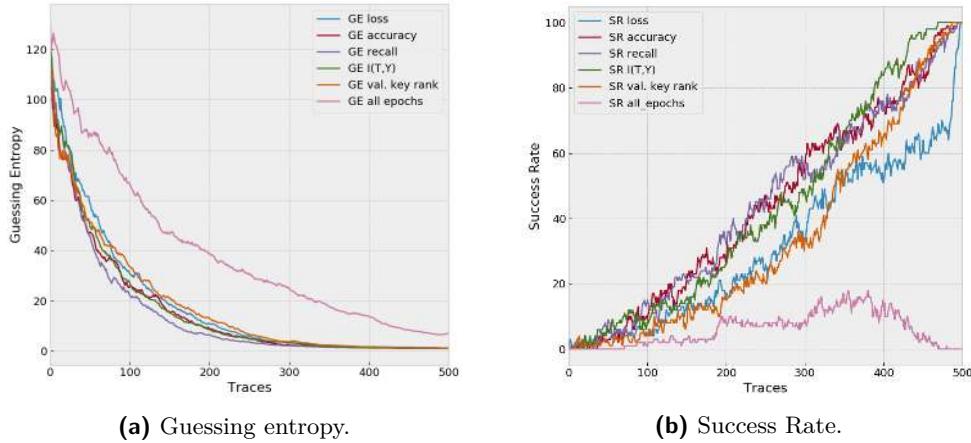 GE loss
GE accuracy
GE recall
GE I(T,Y)
GE val. key rank
GE all epochs
120
100
80
60
40
20
0
Guessing Entropy
0 100 200 300 400 500
Traces
(a) Guessing entropy.
SR loss
SR accuracy
SR recall
SR I(T,Y)
SR val. key rank
SR all_epochs
100
80
60
40
20
0
Success Rate
0 100 200 300 400 500
Traces
(b) Success Rate.